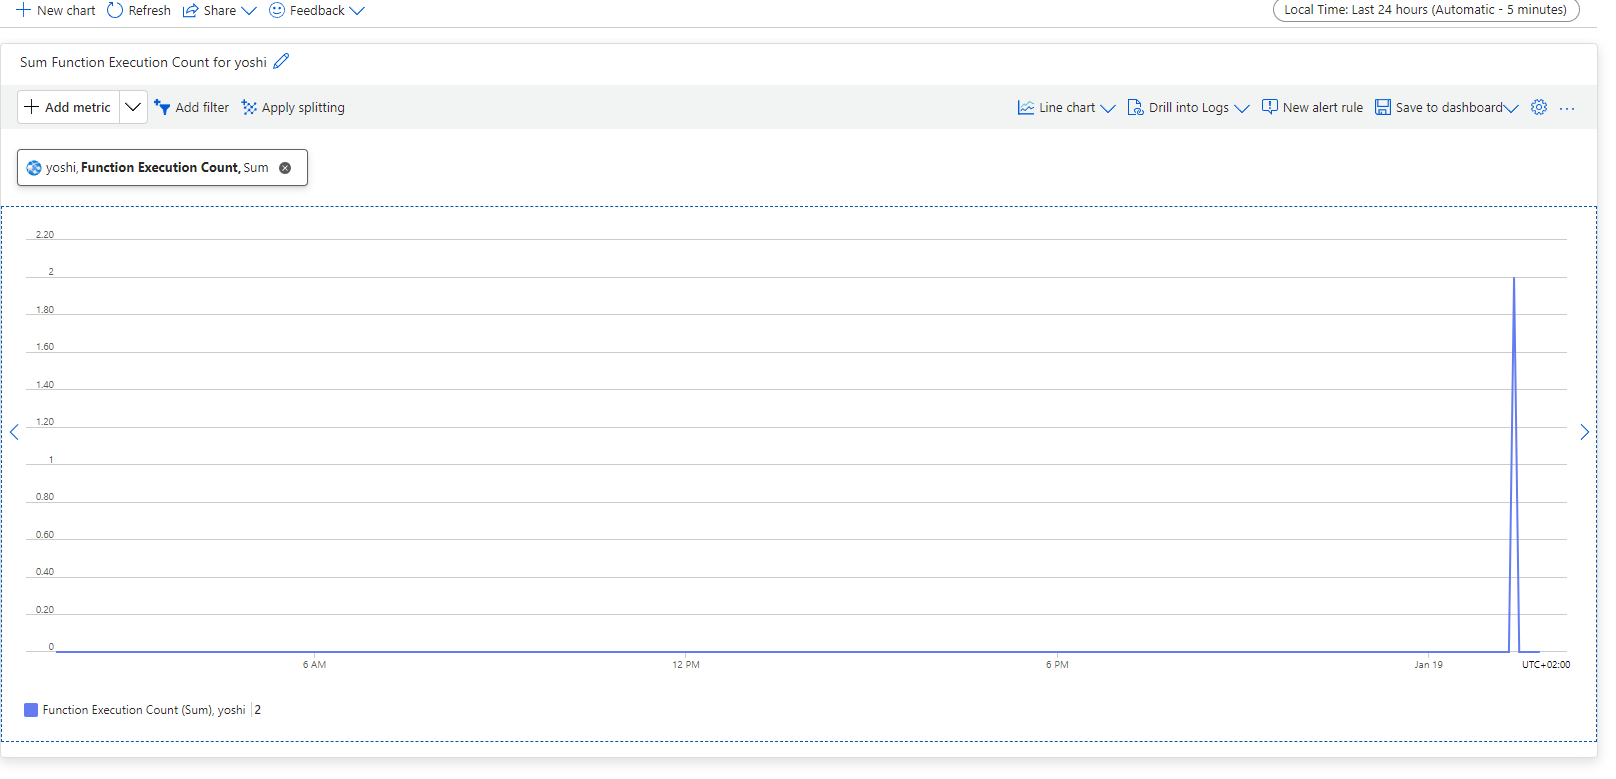 New chart Refresh Share Feedback Local Time: Last 24 hours (Automatic - 5 minutes)
Sum Function Execution Count for yoshi
Add metric Add filter Apply splitting Line chart Drill into Logs New alert rule Save to dashboard ...
yoshi, Function Execution Count, Sum
2.20
2
1.80
1.60
1.40
1.20
1
0.80
0.60
0.40
0.20
0
6 AM 12 PM 6 PM Jan 19 UTC+02:00
Function Execution Count (Sum), yoshi 2